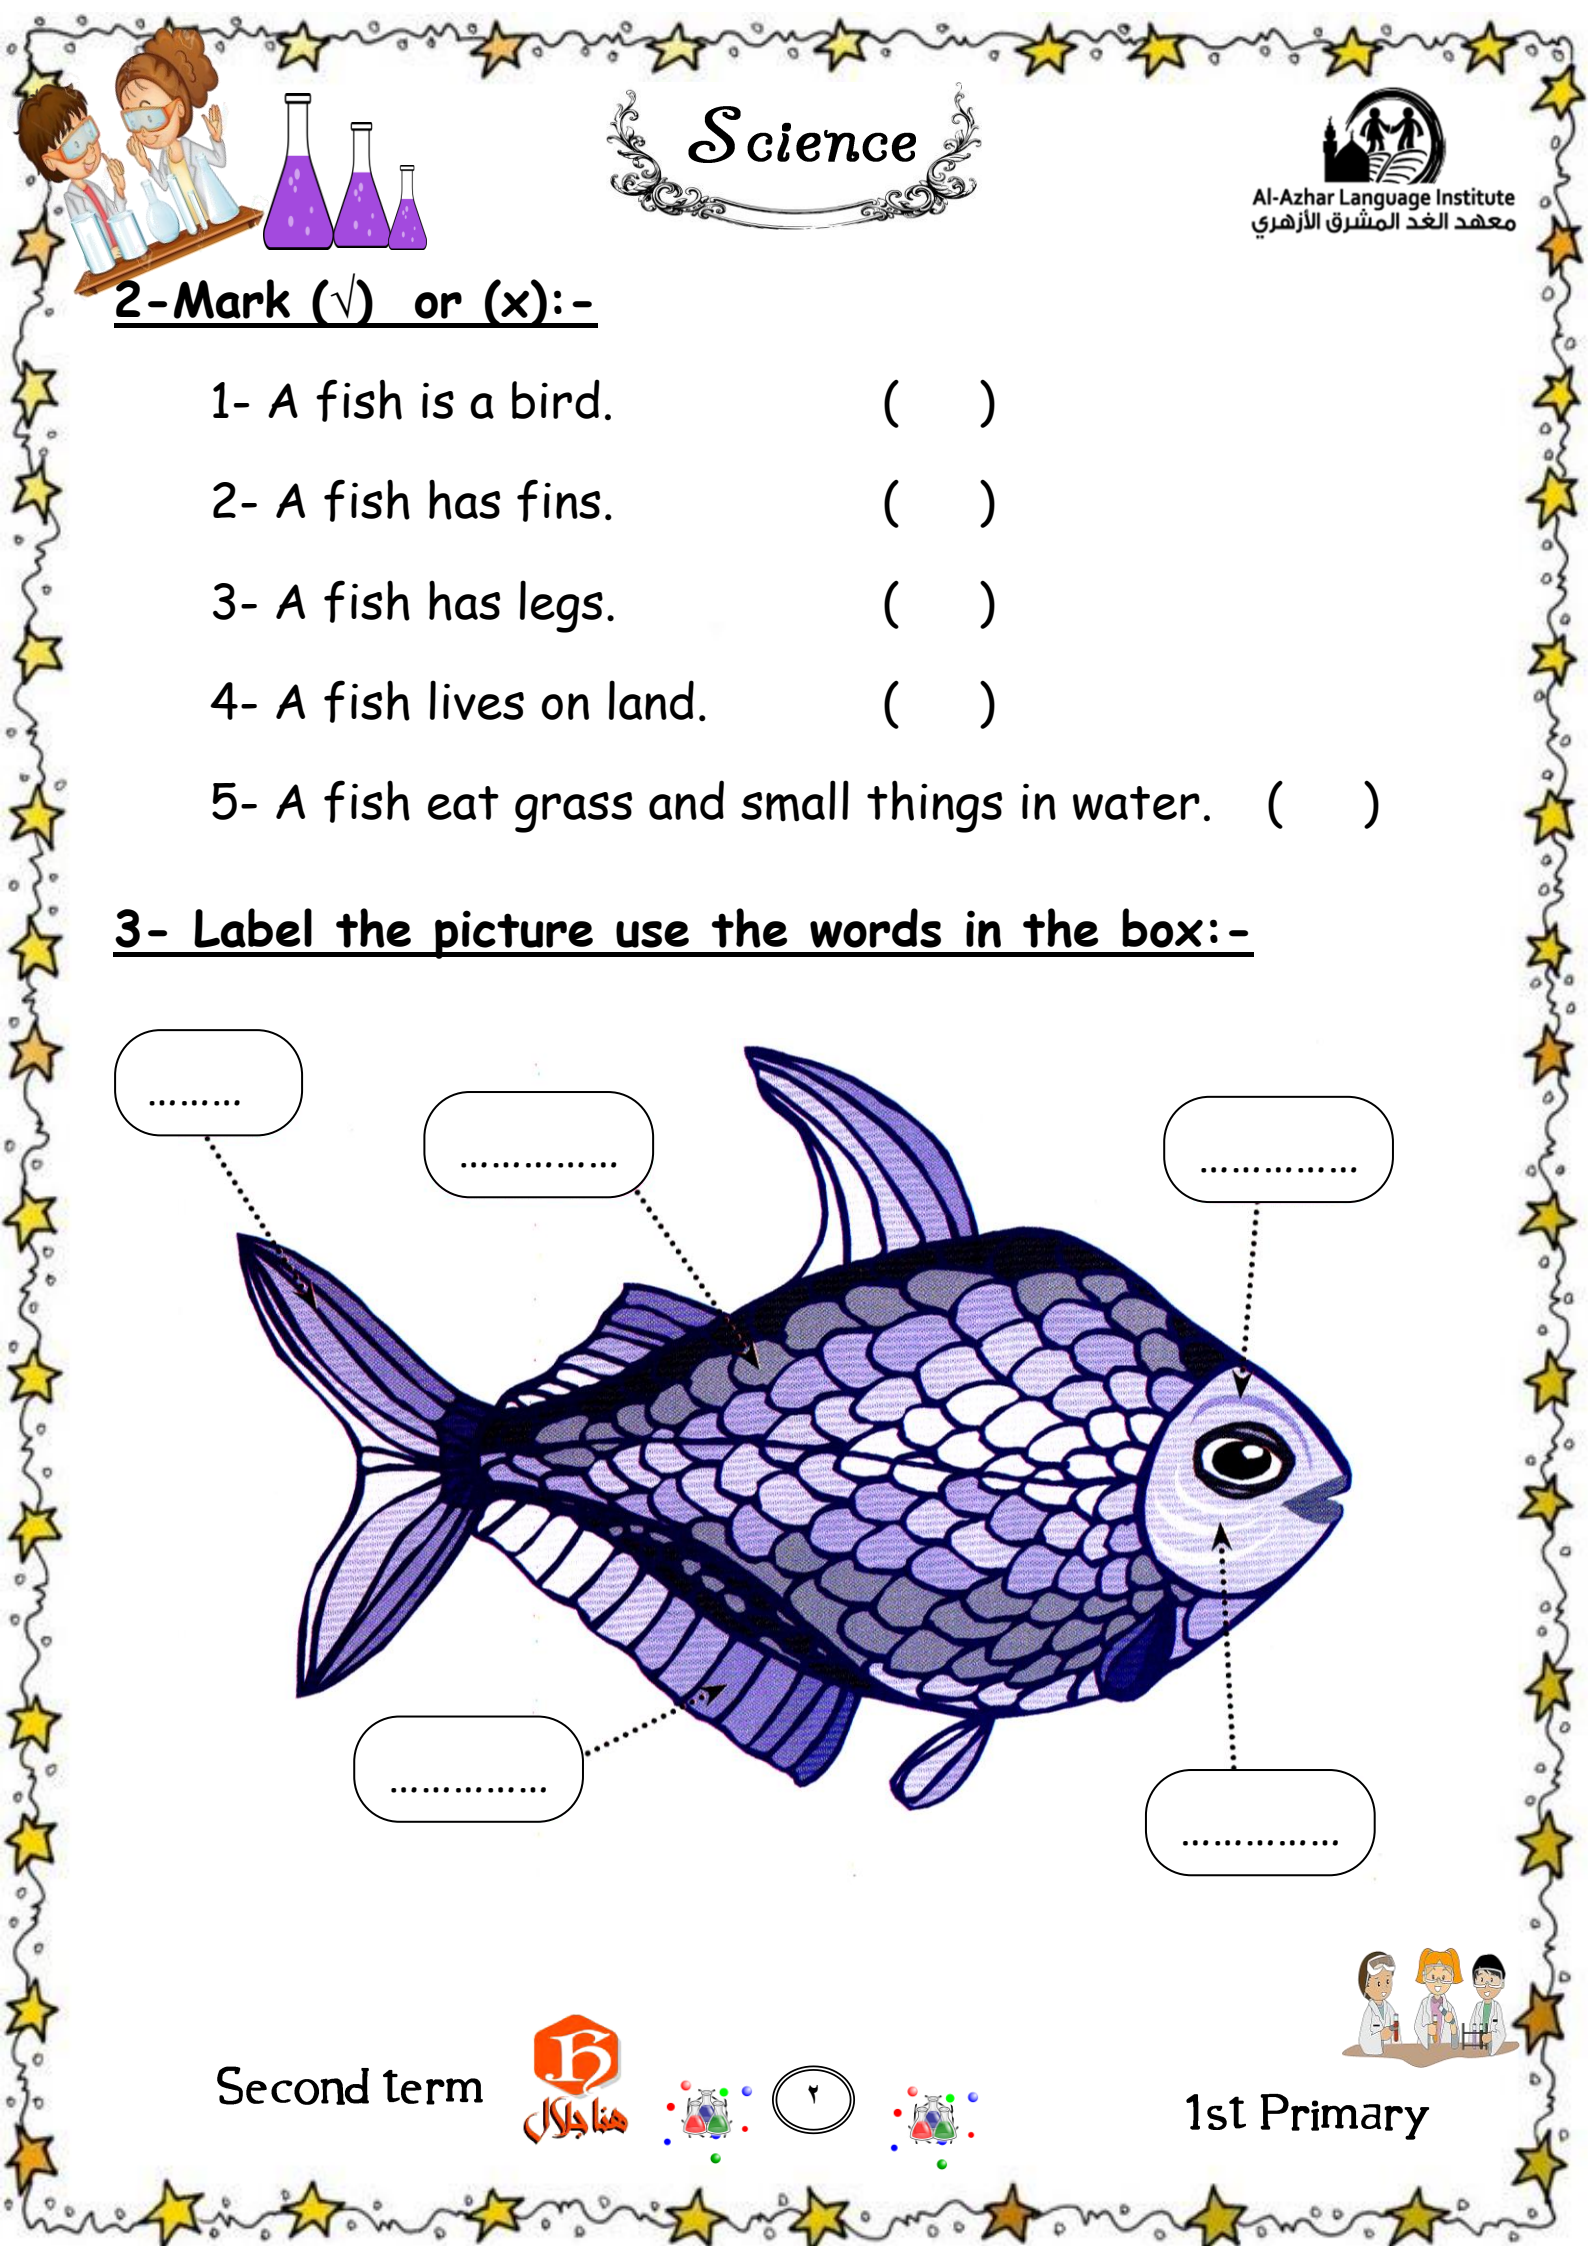 Science
Al-Azhar Language Institute
معهد الغد المشرق الأزهري
2-Mark (√) or (x):-
1- A fish is a bird. ( )
2- A fish has fins. ( )
3- A fish has legs. ( )
4- A fish lives on land. ( )
5- A fish eat grass and small things in water. ( )
3- Label the picture use the words in the box:-
.........
...............
...............
...............
...............
Second term
H
هنا جلال
٢
1st Primary